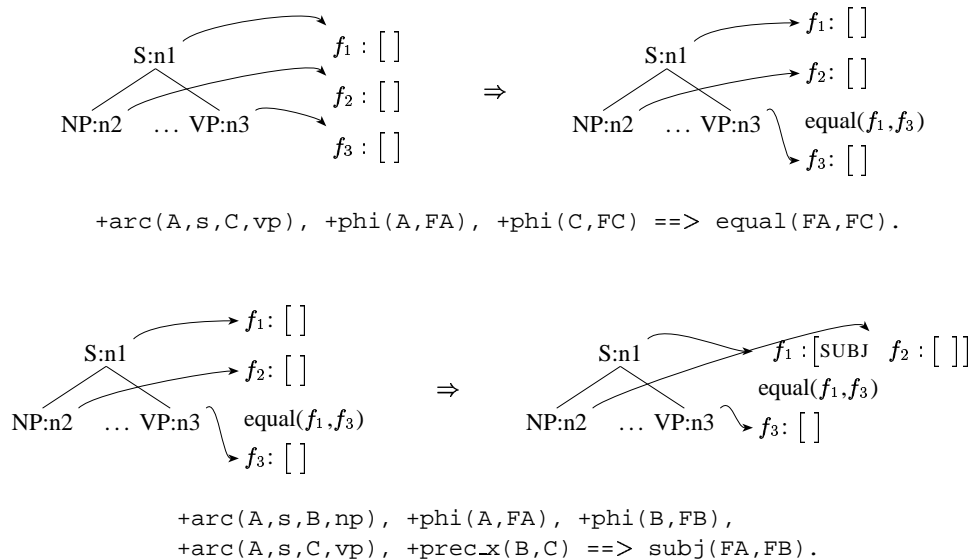 f₁ : [ ]
S:n1
f₂ : [ ]
NP:n2 … VP:n3
f₃ : [ ]
⇒
f₁: [ ]
S:n1
f₂: [ ]
NP:n2 … VP:n3
equal(f₁,f₃)
f₃: [ ]
+arc(A,s,C,vp), +phi(A,FA), +phi(C,FC) ==> equal(FA,FC).
f₁: [ ]
S:n1
f₂: [ ]
NP:n2 … VP:n3
equal(f₁,f₃)
f₃: [ ]
⇒
S:n1
f₁ : [SUBJ f₂ : [ ]]
equal(f₁,f₃)
NP:n2 … VP:n3
f₃: [ ]
+arc(A,s,B,np), +phi(A,FA), +phi(B,FB),
+arc(A,s,C,vp), +prec_x(B,C) ==> subj(FA,FB).